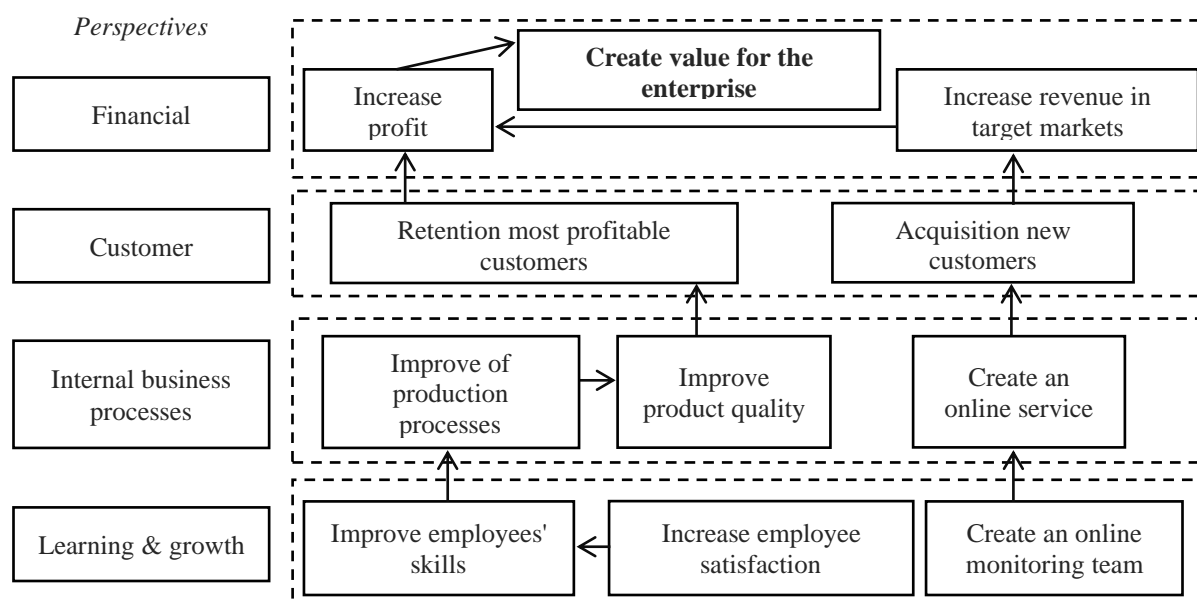 Perspectives
Financial
Create value for the
enterprise
Increase
profit
Increase revenue in
target markets
Customer
Retention most profitable
customers
Acquisition new
customers
Internal business
processes
Improve of
production
processes
Improve
product quality
Create an
online service
Learning & growth
Improve employees'
skills
Increase employee
satisfaction
Create an online
monitoring team